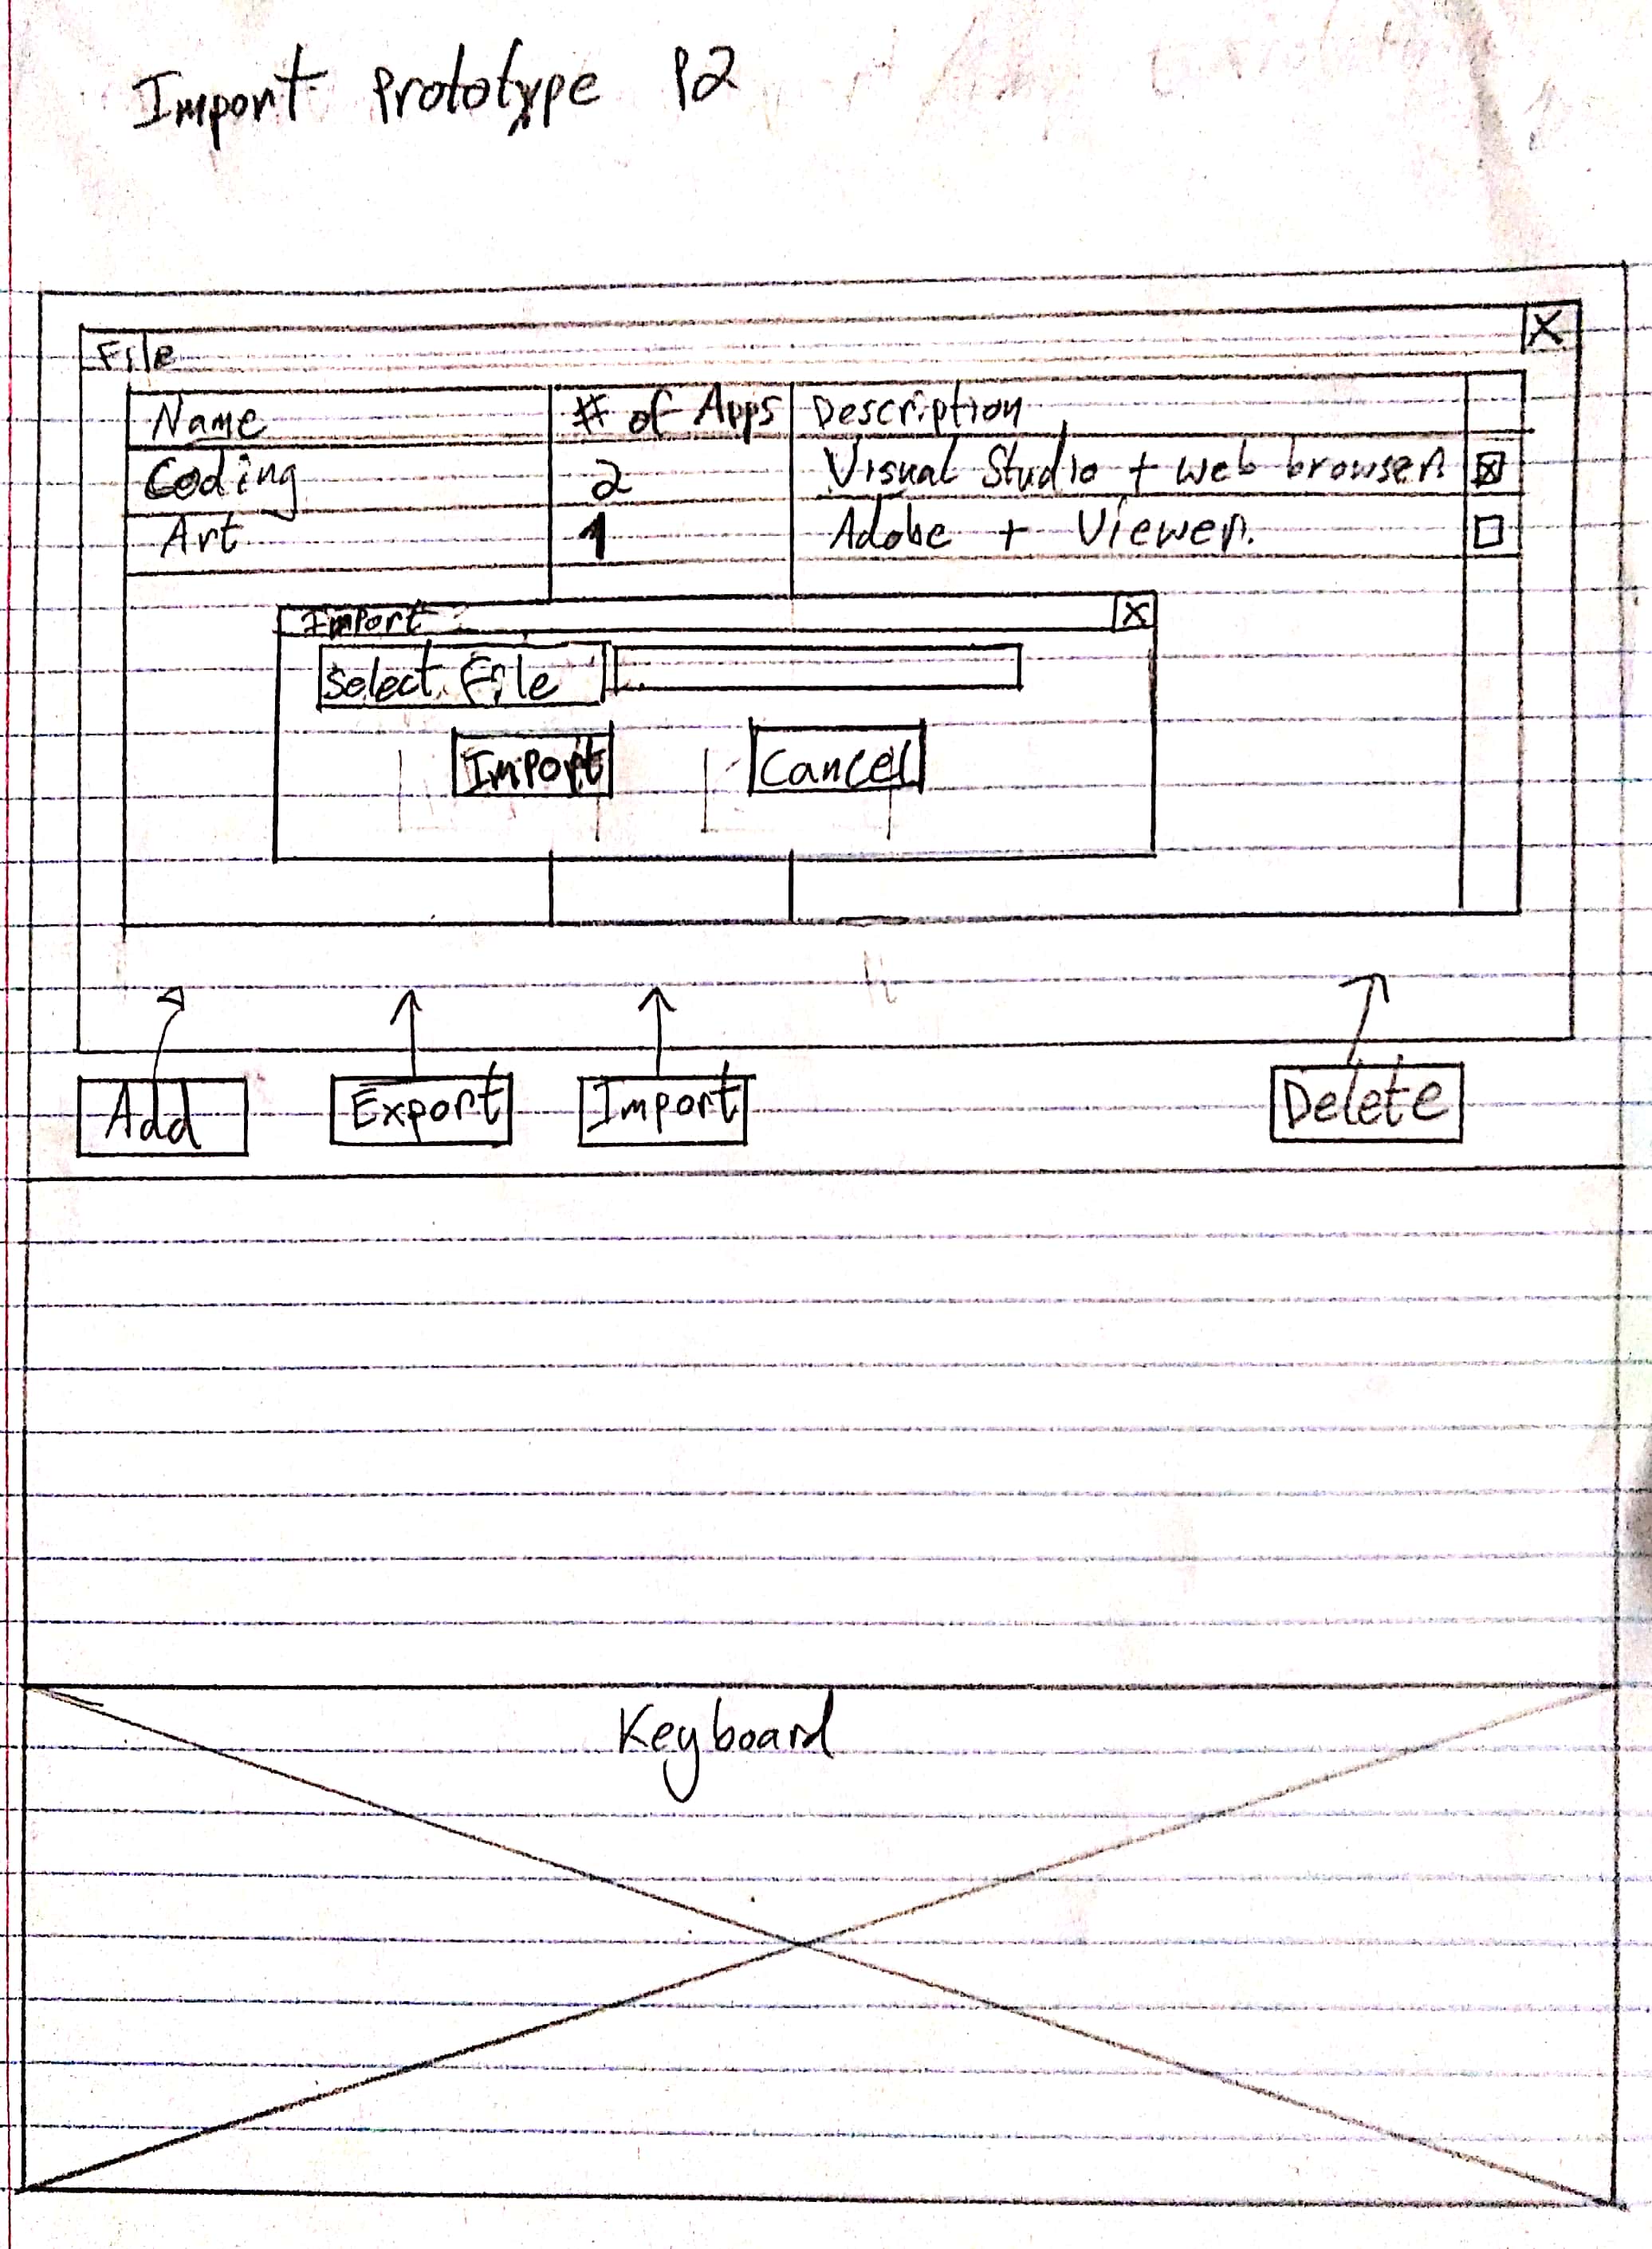 Import Prototype P2
X
File
Name # of Apps Description
Coding 2 Visual Studio + web browser
Art 1 Adobe + Viewer.
Import X
Select File
Import Cancel
Add Export Import Delete
Keyboard